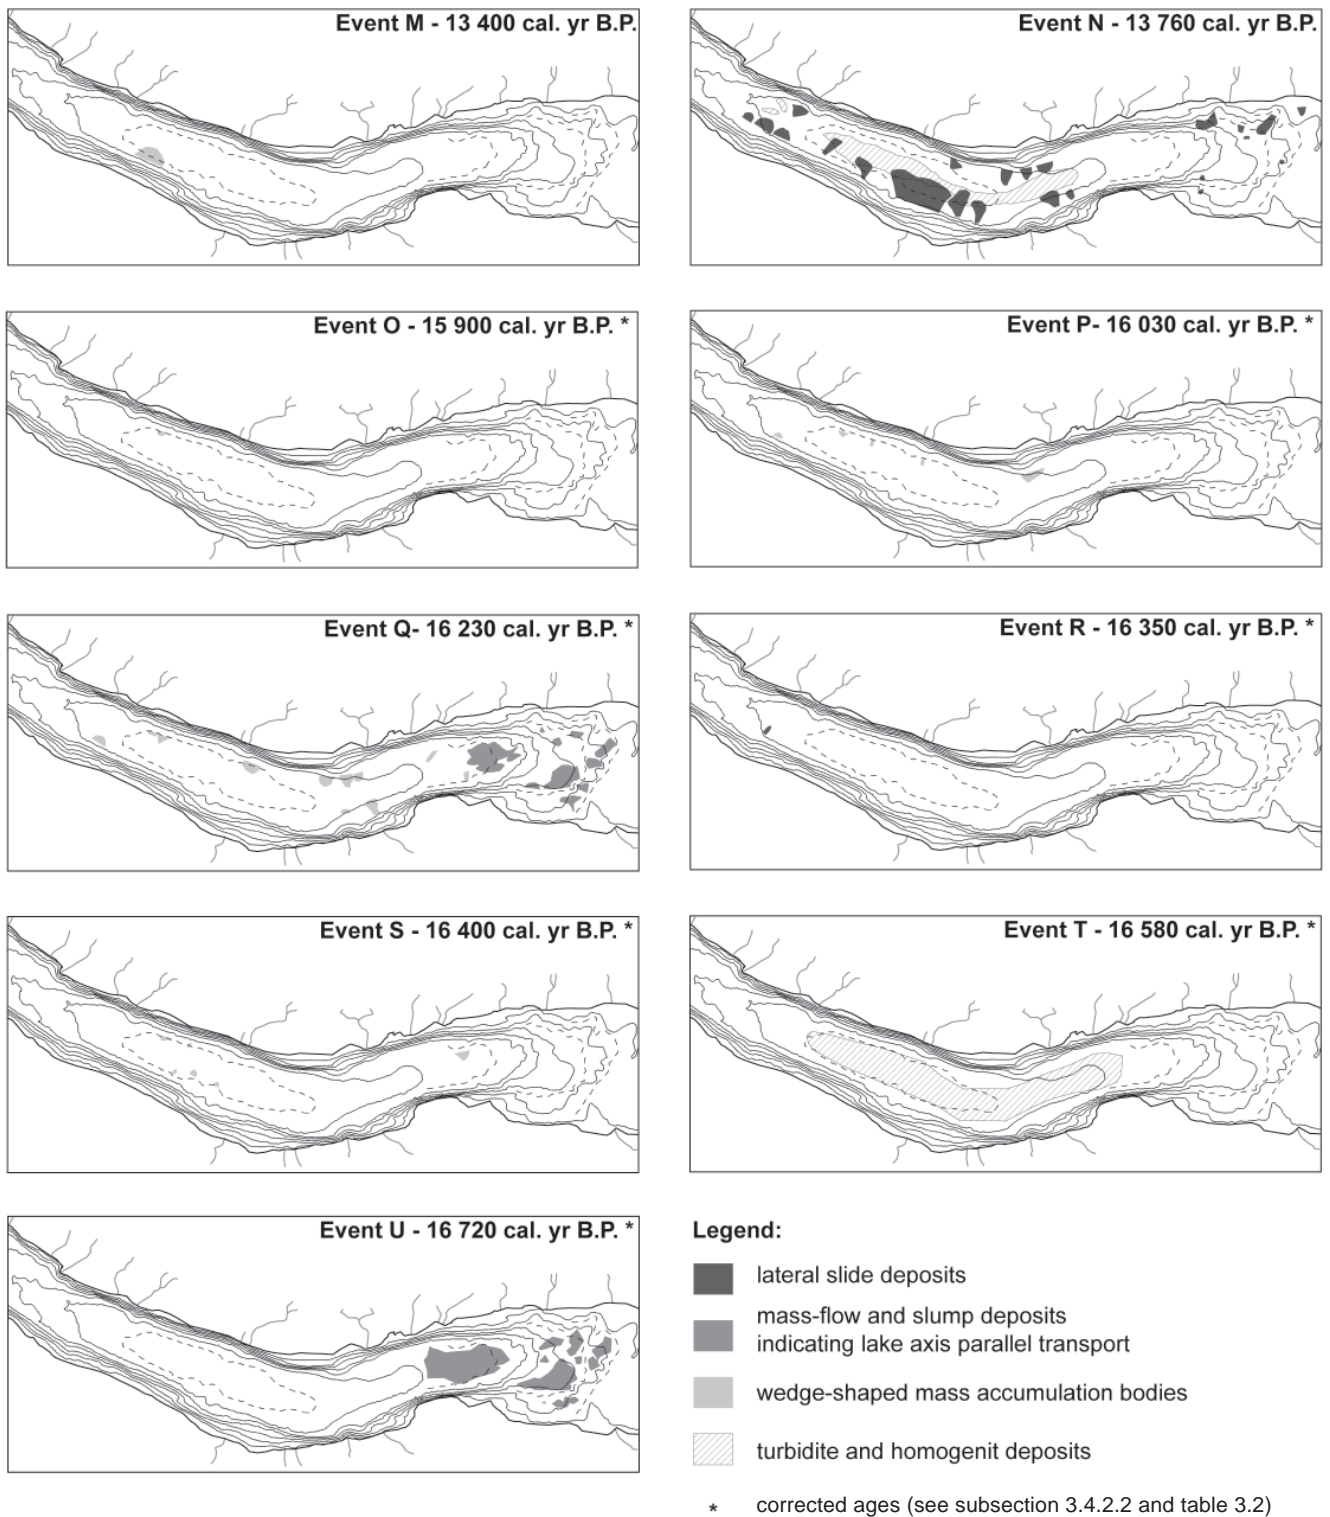 Event M - 13 400 cal. yr B.P.
Event N - 13 760 cal. yr B.P.
Event O - 15 900 cal. yr B.P. *
Event P- 16 030 cal. yr B.P. *
Event Q- 16 230 cal. yr B.P. *
Event R - 16 350 cal. yr B.P. *
Event S - 16 400 cal. yr B.P. *
Event T - 16 580 cal. yr B.P. *
Event U - 16 720 cal. yr B.P. *
Legend:
lateral slide deposits
mass-flow and slump deposits
indicating lake axis parallel transport
wedge-shaped mass accumulation bodies
turbidite and homogenit deposits
* corrected ages (see subsection 3.4.2.2 and table 3.2)